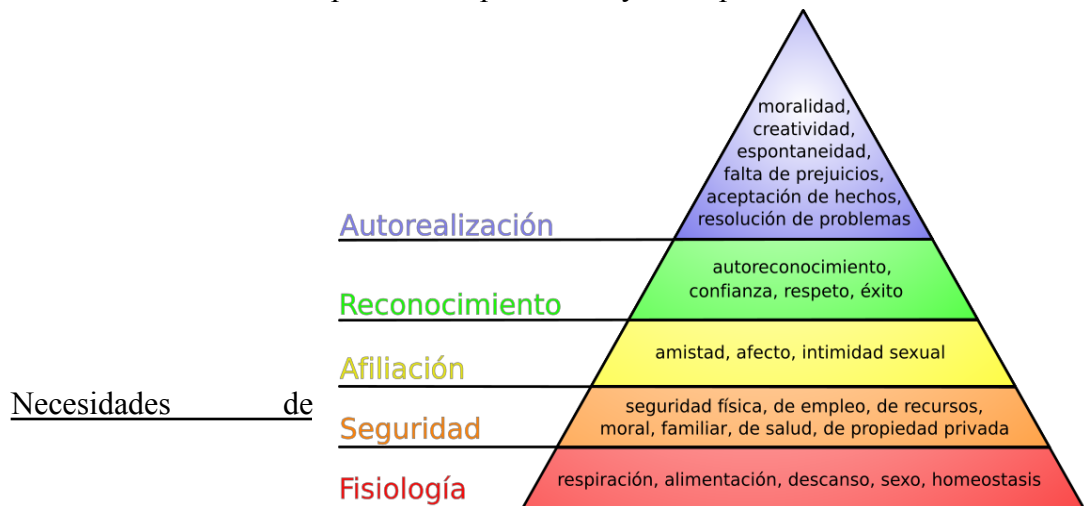 moralidad,
creatividad,
espontaneidad,
falta de prejuicios,
aceptación de hechos,
resolución de problemas
Autorealización
autoreconocimiento,
confianza, respeto, éxito
Reconocimiento
amistad, afecto, intimidad sexual
Afiliación
Necesidades de
seguridad física, de empleo, de recursos,
moral, familiar, de salud, de propiedad privada
Seguridad
respiración, alimentación, descanso, sexo, homeostasis
Fisiología